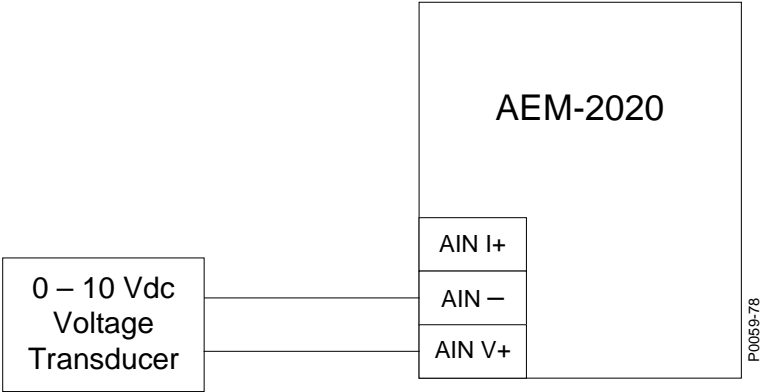 AEM-2020
AIN I+
AIN –
AIN V+
0 – 10 Vdc
Voltage
Transducer
P0059-78